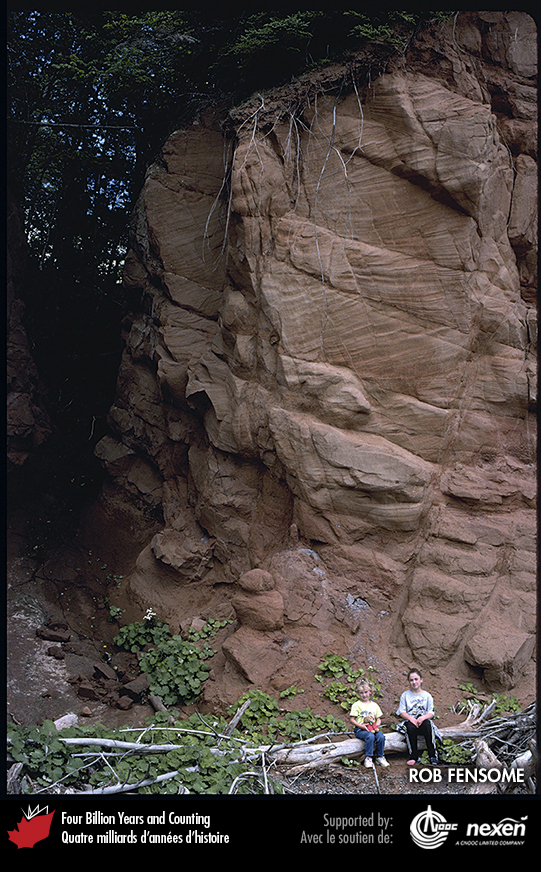 ROB FENSOME
Four Billion Years and Counting
Quatre milliards d'années d'histoire
Supported by:
Avec le soutien de:
CNOOC
nexen
A CNOOC LIMITED COMPANY